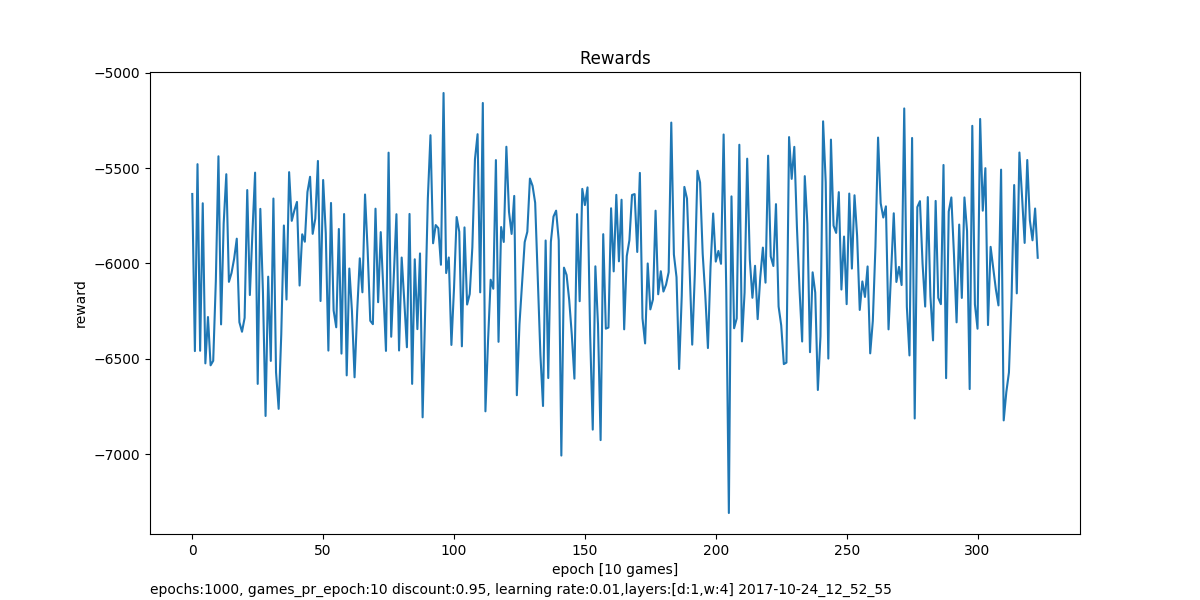 Rewards
−5000
−5500
−6000
−6500
−7000
reward
0 50 100 150 200 250 300
epoch [10 games]
epochs:1000, games_pr_epoch:10 discount:0.95, learning rate:0.01,layers:[d:1,w:4] 2017-10-24_12_52_55